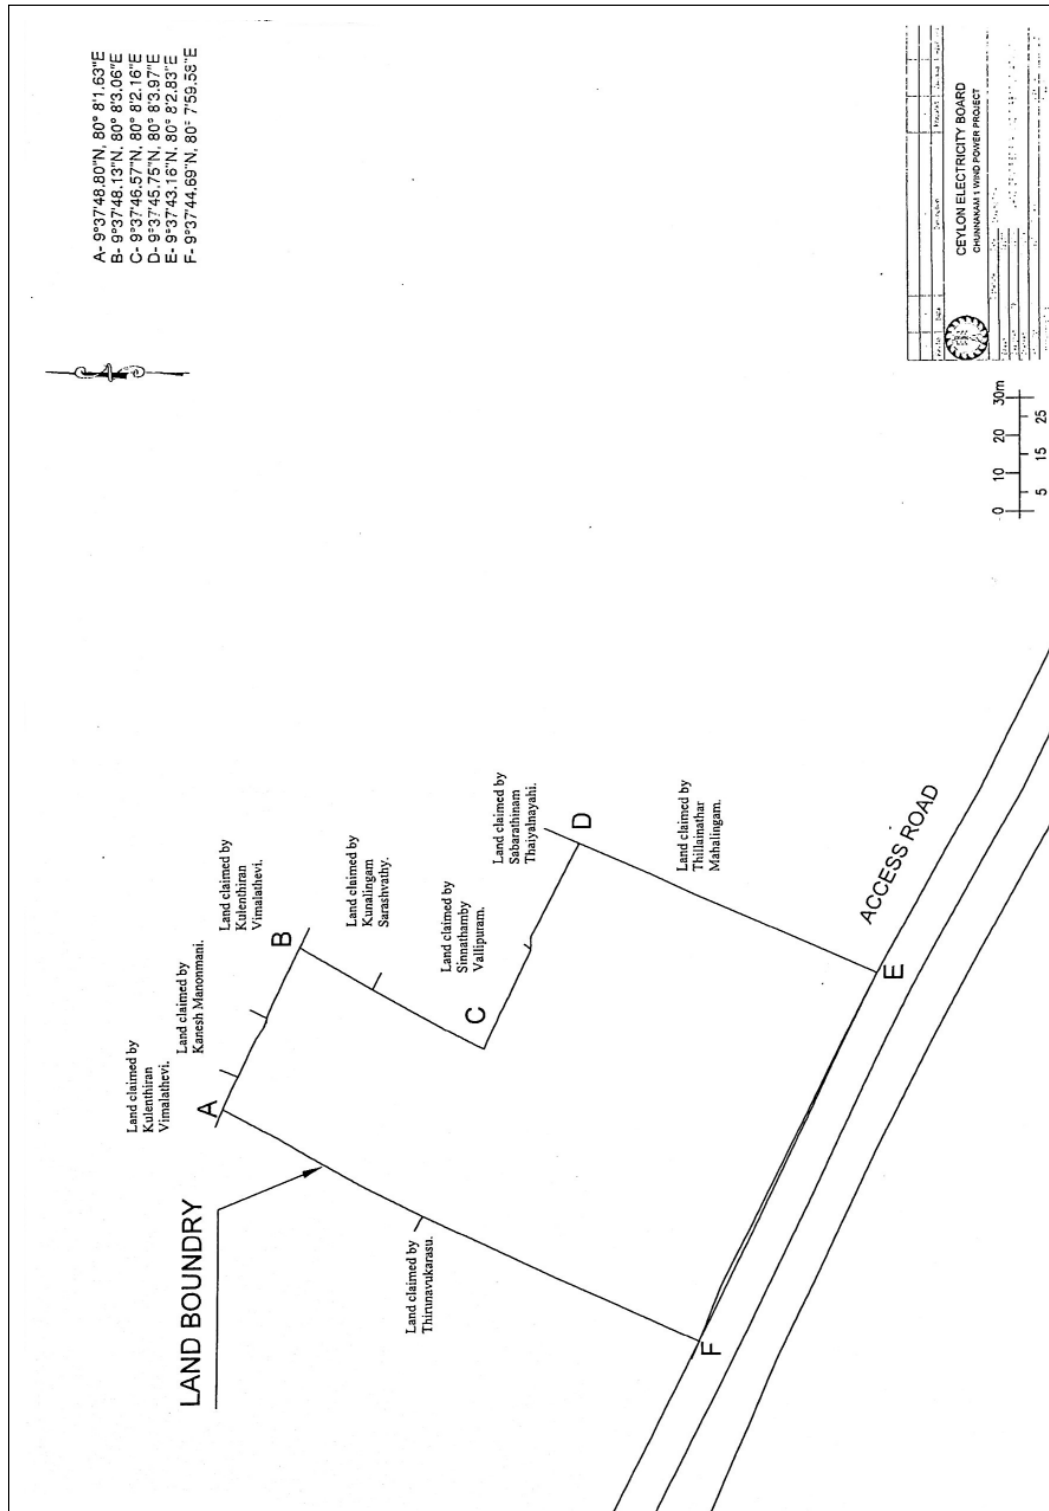 A- 9°37'48.80"N, 80° 8'1.63"E
B- 9°37'48.13"N, 80° 8'3.06"E
C- 9°37'46.57"N, 80° 8'2.16"E
D- 9°37'45.75"N, 80° 8'3.97"E
E- 9°37'43.16"N, 80° 8'2.83"E
F- 9°37'44.69"N, 80° 7'59.58"E
LAND BOUNDRY
Land claimed by
Kulenthiran
Vimalathevi.
Land claimed by
Kanesh Manonmani.
Land claimed by
Kulenthiran
Vimalathevi.
A
B
Land claimed by
Kunalingam
Sarashvathy.
Land claimed by
Sinnathamby
Vallipuram.
C
Land claimed by
Sabarathinam
Thaiyalnayahi.
D
Land claimed by
Thirunavukarasu.
Land claimed by
Thillainathar
Mahalingam.
F
E
ACCESS ROAD
CEYLON ELECTRICITY BOARD
CHUNNAKAM 1 WIND POWER PROJECT
0 10 20 30m
5 15 25